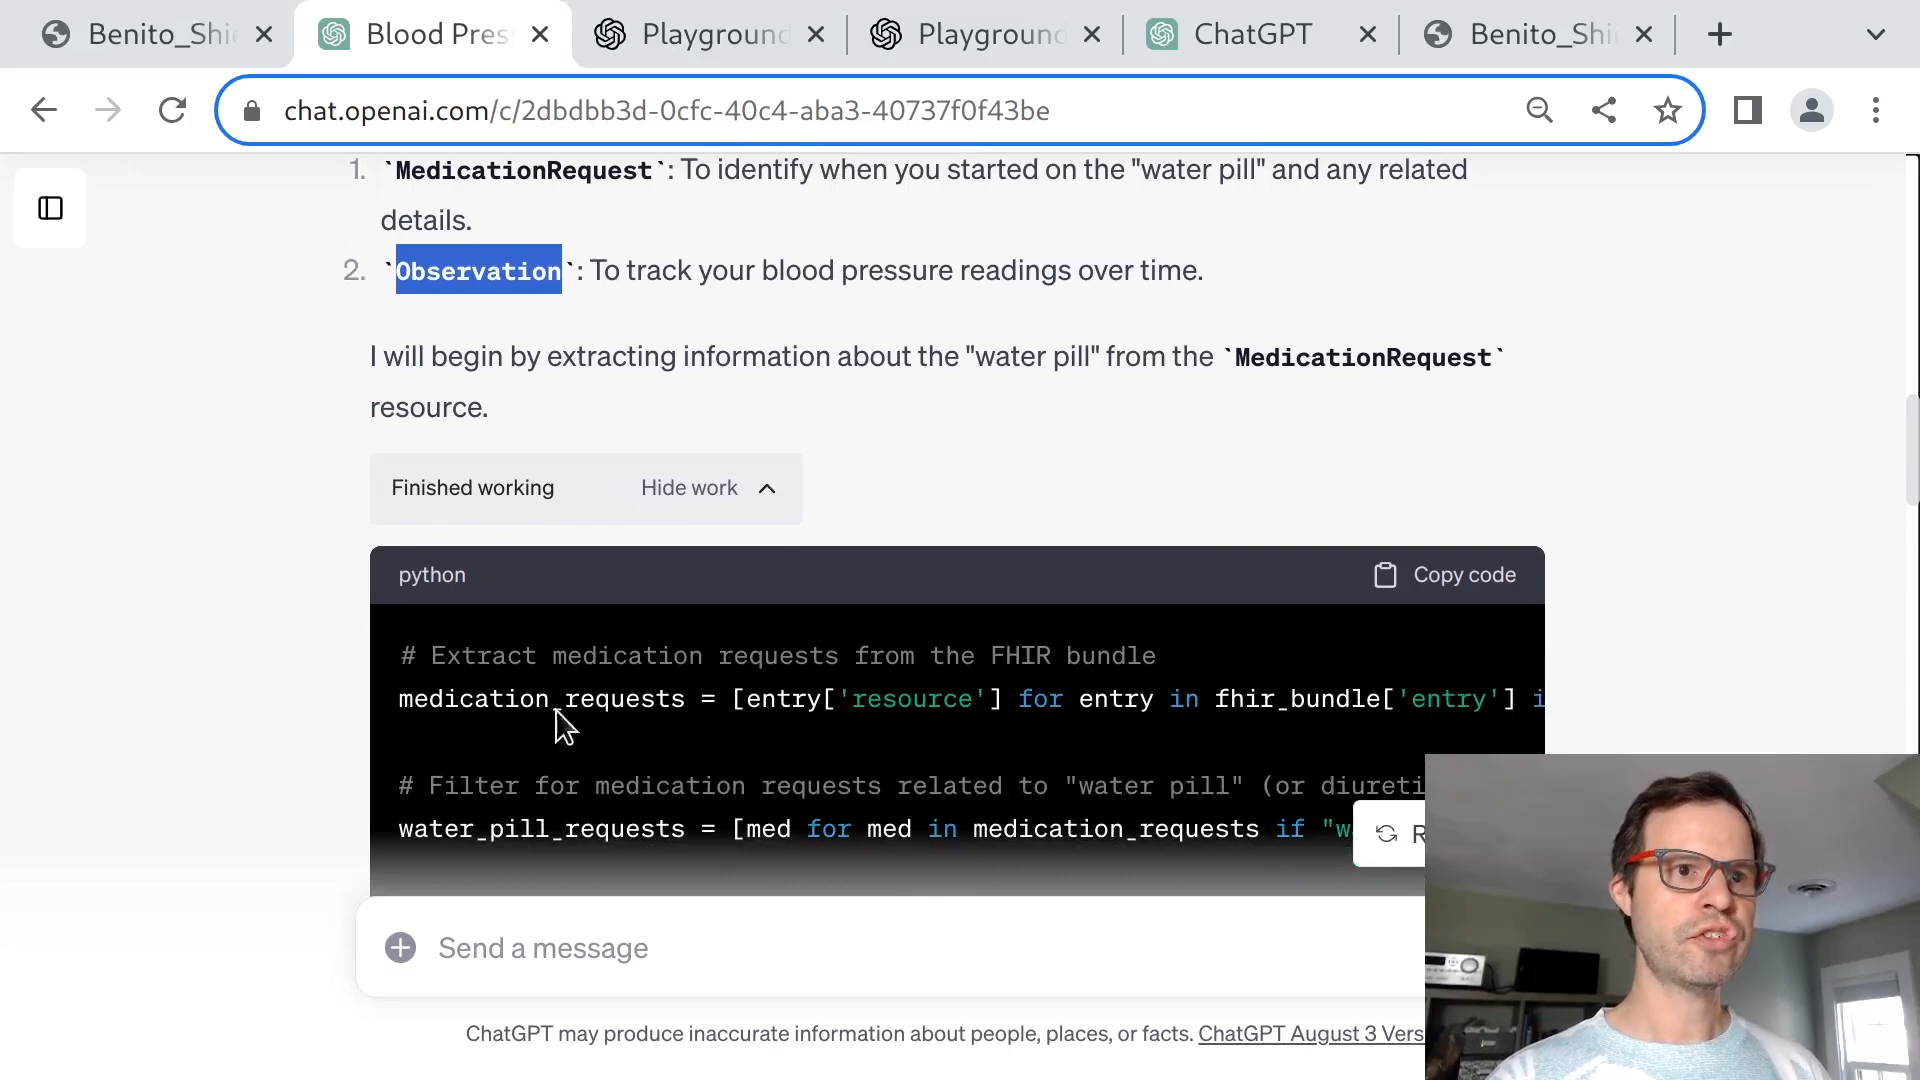 Benito_Shi
Blood Pres
Playground
Playground
ChatGPT
Benito_Shi
chat.openai.com/c/2dbdbb3d-0cfc-40c4-aba3-40737f0f43be
1. `MedicationRequest`: To identify when you started on the "water pill" and any related
details.
2. `Observation`: To track your blood pressure readings over time.
I will begin by extracting information about the "water pill" from the `MedicationRequest`
resource.
Finished working Hide work
python Copy code
# Extract medication requests from the FHIR bundle
medication_requests = [entry['resource'] for entry in fhir_bundle['entry'] i
# Filter for medication requests related to "water pill" (or diureti
water_pill_requests = [med for med in medication_requests if "w
R
Send a message
ChatGPT may produce inaccurate information about people, places, or facts. ChatGPT August 3 Vers